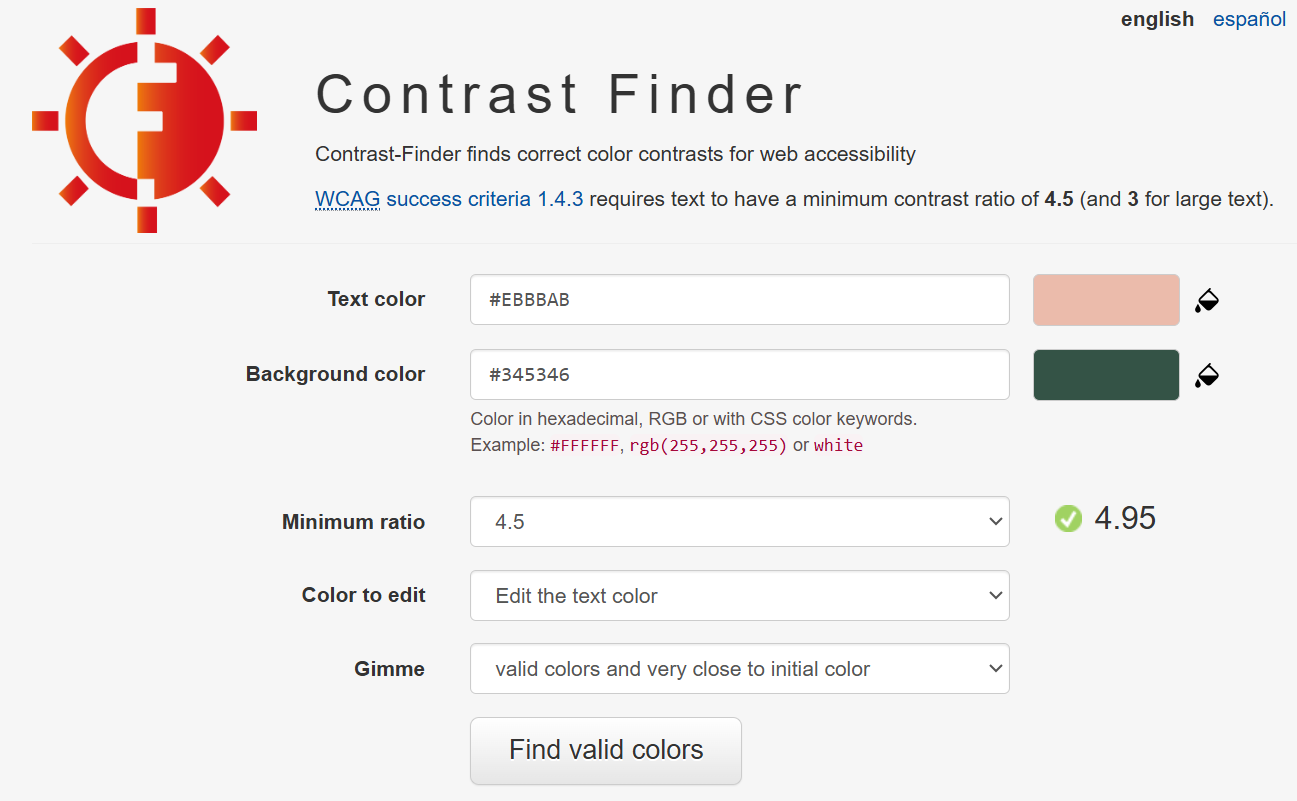 english español
Contrast Finder
Contrast-Finder finds correct color contrasts for web accessibility
WCAG success criteria 1.4.3 requires text to have a minimum contrast ratio of 4.5 (and 3 for large text).
Text color #EBBBAB
Background color #345346
Color in hexadecimal, RGB or with CSS color keywords.
Example: #FFFFFF, rgb(255,255,255) or white
Minimum ratio 4.5 4.95
Color to edit Edit the text color
Gimme valid colors and very close to initial color
Find valid colors